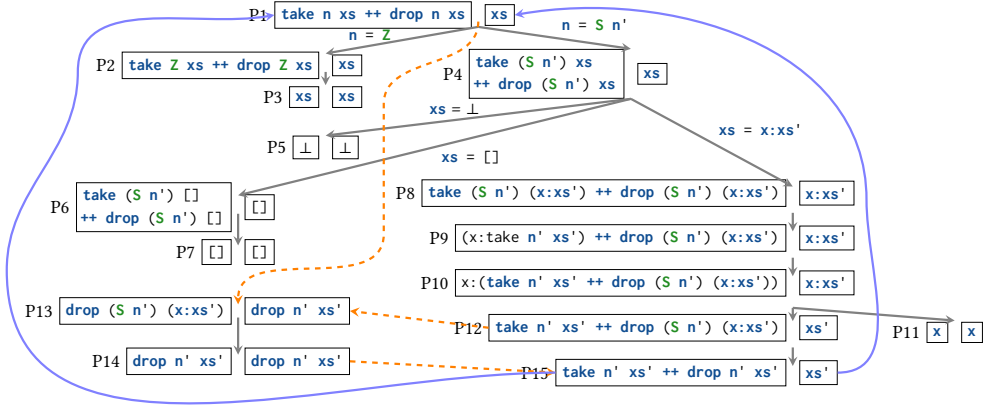 P1 take n xs ++ drop n xs xs
n = Z
n = S n'
P2 take Z xs ++ drop Z xs xs
P4 take (S n') xs
++ drop (S n') xs xs
P3 xs xs
xs = ⊥
xs = x:xs'
P5 ⊥ ⊥
xs = []
P6 take (S n') []
++ drop (S n') [] []
P8 take (S n') (x:xs') ++ drop (S n') (x:xs') x:xs'
P7 [] []
P9 (x:take n' xs') ++ drop (S n') (x:xs') x:xs'
P10 x:(take n' xs' ++ drop (S n') (x:xs')) x:xs'
P13 drop (S n') (x:xs') drop n' xs'
P12 take n' xs' ++ drop (S n') (x:xs') xs'
P11 x x
P14 drop n' xs' drop n' xs'
P15 take n' xs' ++ drop n' xs' xs'